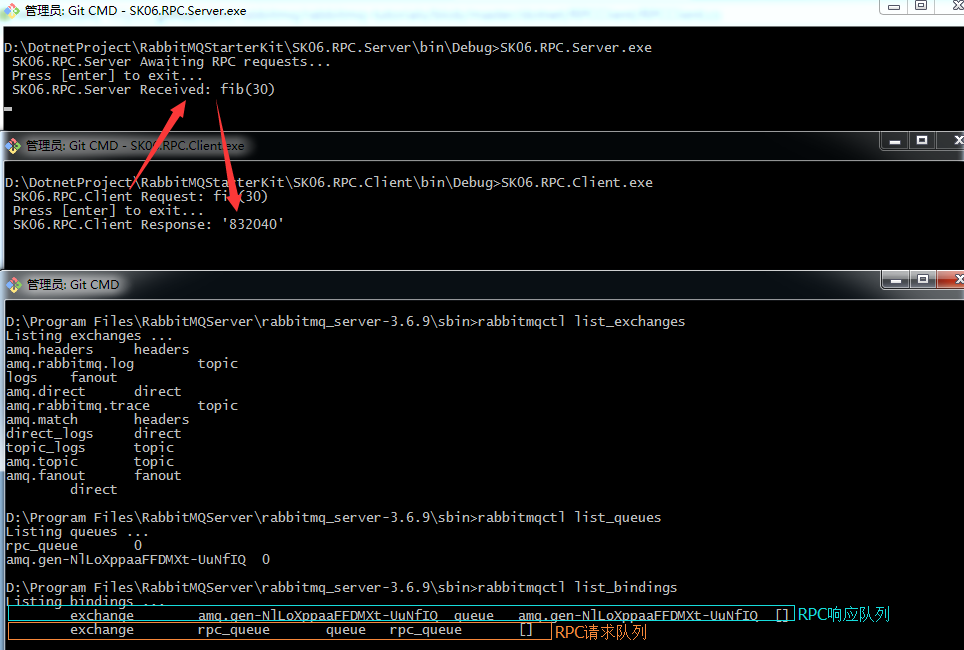 管理员: Git CMD - SK06.RPC.Server.exe
D:\DotnetProject\RabbitMQStarterKit\SK06.RPC.Server\bin\Debug>SK06.RPC.Server.exe
SK06.RPC.Server Awaiting RPC requests...
Press [enter] to exit...
SK06.RPC.Server Received: fib(30)
管理员: Git CMD - SK06.RPC.Client.exe
D:\DotnetProject\RabbitMQStarterKit\SK06.RPC.Client\bin\Debug>SK06.RPC.Client.exe
SK06.RPC.Client Request: fib(30)
Press [enter] to exit...
SK06.RPC.Client Response: '832040'
管理员: Git CMD
D:\Program Files\RabbitMQServer\rabbitmq_server-3.6.9\sbin>rabbitmqctl list_exchanges
Listing exchanges ...
amq.headers headers
amq.rabbitmq.log topic
logs fanout
amq.direct direct
amq.rabbitmq.trace topic
amq.match headers
direct_logs direct
topic_logs topic
amq.topic topic
amq.fanout fanout
direct
D:\Program Files\RabbitMQServer\rabbitmq_server-3.6.9\sbin>rabbitmqctl list_queues
Listing queues ...
rpc_queue 0
amq.gen-NlLoXppaaFFDMXt-UuNfIQ 0
D:\Program Files\RabbitMQServer\rabbitmq_server-3.6.9\sbin>rabbitmqctl list_bindings
Listing bindings ...
exchange amq.gen-NlLoXppaaFFDMXt-UuNfIQ queue amq.gen-NlLoXppaaFFDMXt-UuNfIQ [] RPC响应队列
exchange rpc_queue queue rpc_queue [] RPC请求队列